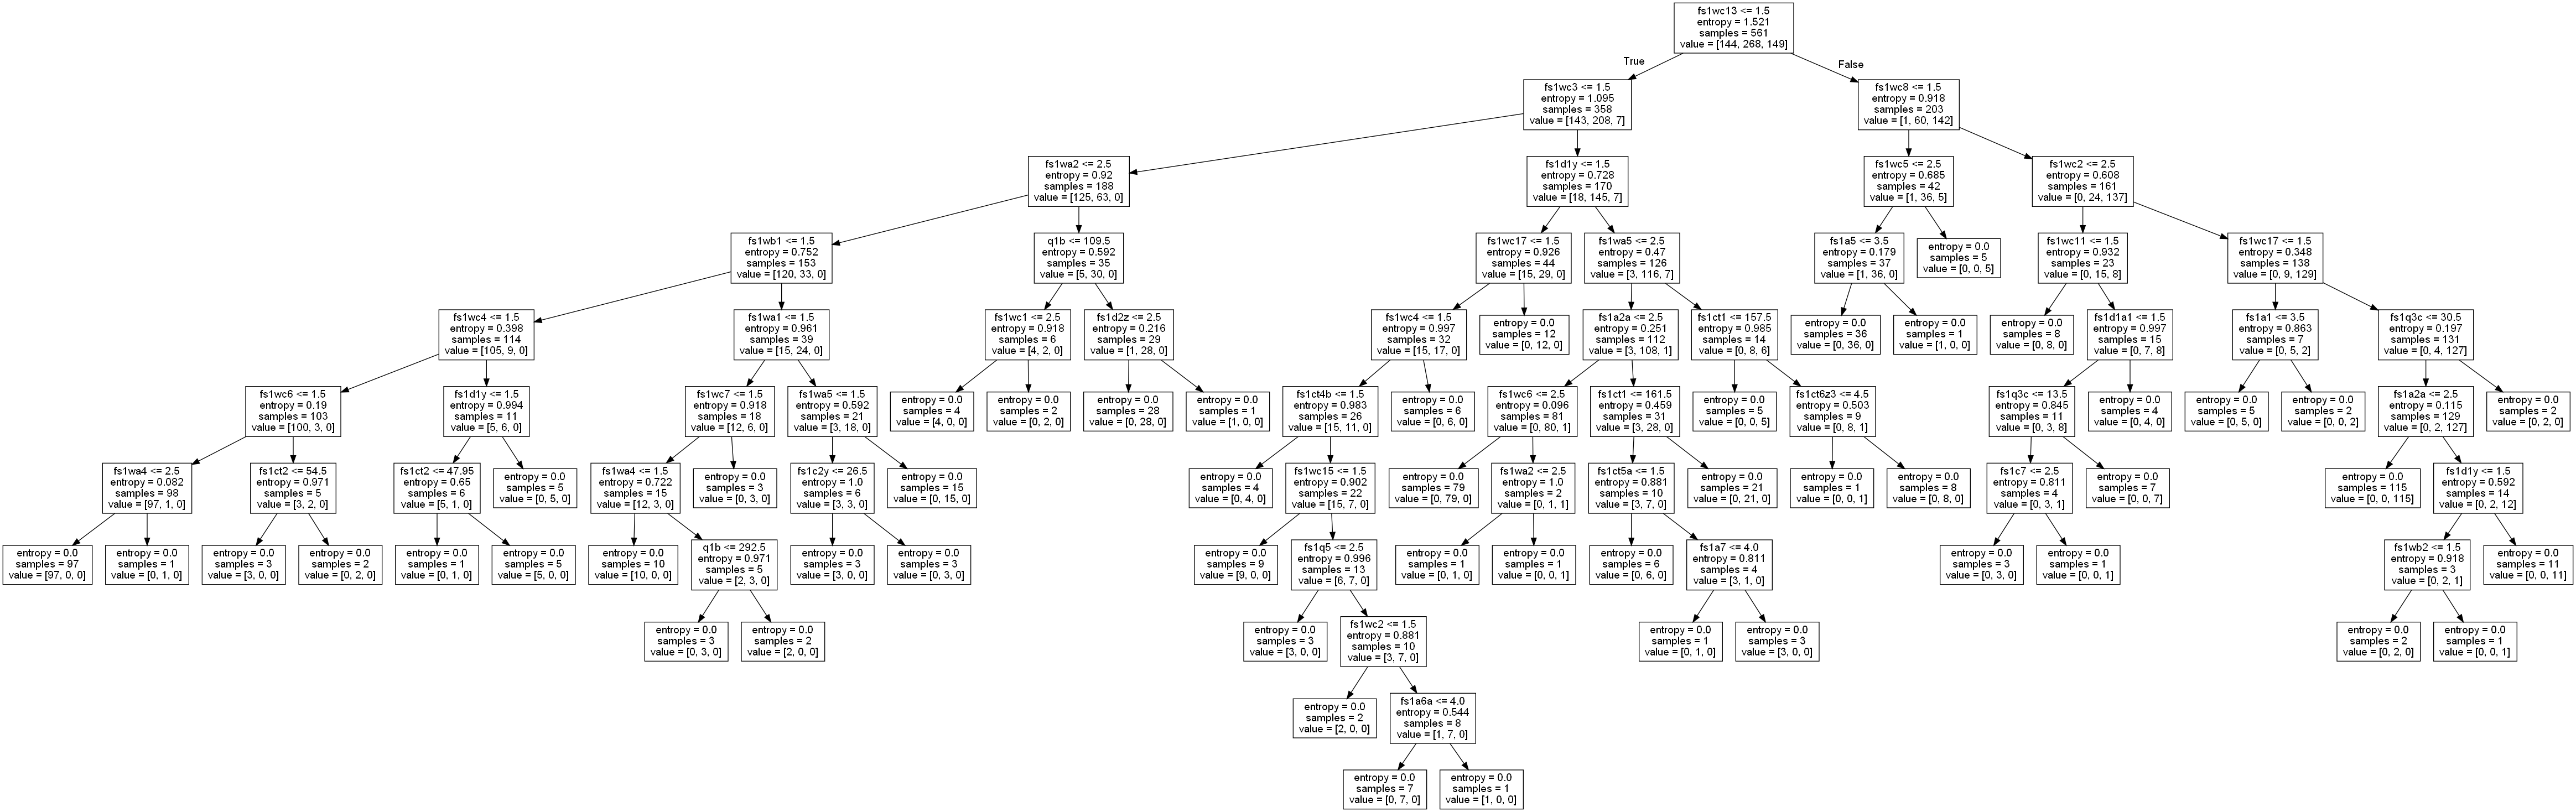 fs1wc13 <= 1.5
entropy = 1.521
samples = 561
value = [144, 268, 149]
True
False
fs1wc3 <= 1.5
entropy = 1.095
samples = 358
value = [143, 208, 7]
fs1wc8 <= 1.5
entropy = 0.918
samples = 203
value = [1, 60, 142]
fs1wa2 <= 2.5
entropy = 0.92
samples = 188
value = [125, 63, 0]
fs1d1y <= 1.5
entropy = 0.728
samples = 170
value = [18, 145, 7]
fs1wc5 <= 2.5
entropy = 0.685
samples = 42
value = [1, 36, 5]
fs1wc2 <= 2.5
entropy = 0.608
samples = 161
value = [0, 24, 137]
fs1wb1 <= 1.5
entropy = 0.752
samples = 153
value = [120, 33, 0]
q1b <= 109.5
entropy = 0.592
samples = 35
value = [5, 30, 0]
fs1wc17 <= 1.5
entropy = 0.926
samples = 44
value = [15, 29, 0]
fs1wa5 <= 2.5
entropy = 0.47
samples = 126
value = [3, 116, 7]
fs1a5 <= 3.5
entropy = 0.179
samples = 37
value = [1, 36, 0]
entropy = 0.0
samples = 5
value = [0, 0, 5]
fs1wc11 <= 1.5
entropy = 0.932
samples = 23
value = [0, 15, 8]
fs1wc17 <= 1.5
entropy = 0.348
samples = 138
value = [0, 9, 129]
fs1wc4 <= 1.5
entropy = 0.398
samples = 114
value = [105, 9, 0]
fs1wa1 <= 1.5
entropy = 0.961
samples = 39
value = [15, 24, 0]
fs1wc1 <= 2.5
entropy = 0.918
samples = 6
value = [4, 2, 0]
fs1d2z <= 2.5
entropy = 0.216
samples = 29
value = [1, 28, 0]
fs1wc4 <= 1.5
entropy = 0.997
samples = 32
value = [15, 17, 0]
entropy = 0.0
samples = 12
value = [0, 12, 0]
fs1a2a <= 2.5
entropy = 0.251
samples = 112
value = [3, 108, 1]
fs1ct1 <= 157.5
entropy = 0.985
samples = 14
value = [0, 8, 6]
entropy = 0.0
samples = 36
value = [0, 36, 0]
entropy = 0.0
samples = 1
value = [1, 0, 0]
entropy = 0.0
samples = 8
value = [0, 8, 0]
fs1d1a1 <= 1.5
entropy = 0.997
samples = 15
value = [0, 7, 8]
fs1a1 <= 3.5
entropy = 0.863
samples = 7
value = [0, 5, 2]
fs1q3c <= 30.5
entropy = 0.197
samples = 131
value = [0, 4, 127]
fs1wc6 <= 1.5
entropy = 0.19
samples = 103
value = [100, 3, 0]
fs1d1y <= 1.5
entropy = 0.994
samples = 11
value = [5, 6, 0]
fs1wc7 <= 1.5
entropy = 0.918
samples = 18
value = [12, 6, 0]
fs1wa5 <= 1.5
entropy = 0.592
samples = 21
value = [3, 18, 0]
entropy = 0.0
samples = 4
value = [4, 0, 0]
entropy = 0.0
samples = 2
value = [0, 2, 0]
entropy = 0.0
samples = 28
value = [0, 28, 0]
entropy = 0.0
samples = 1
value = [1, 0, 0]
fs1ct4b <= 1.5
entropy = 0.983
samples = 26
value = [15, 11, 0]
entropy = 0.0
samples = 6
value = [0, 6, 0]
fs1wc6 <= 2.5
entropy = 0.096
samples = 81
value = [0, 80, 1]
fs1ct1 <= 161.5
entropy = 0.459
samples = 31
value = [3, 28, 0]
entropy = 0.0
samples = 5
value = [0, 0, 5]
fs1ct6z3 <= 4.5
entropy = 0.503
samples = 9
value = [0, 8, 1]
fs1q3c <= 13.5
entropy = 0.845
samples = 11
value = [0, 3, 8]
entropy = 0.0
samples = 4
value = [0, 4, 0]
entropy = 0.0
samples = 5
value = [0, 5, 0]
entropy = 0.0
samples = 2
value = [0, 0, 2]
fs1a2a <= 2.5
entropy = 0.115
samples = 129
value = [0, 2, 127]
entropy = 0.0
samples = 2
value = [0, 2, 0]
fs1wa4 <= 2.5
entropy = 0.082
samples = 98
value = [97, 1, 0]
fs1ct2 <= 54.5
entropy = 0.971
samples = 5
value = [3, 2, 0]
fs1ct2 <= 47.95
entropy = 0.65
samples = 6
value = [5, 1, 0]
entropy = 0.0
samples = 5
value = [0, 5, 0]
fs1wa4 <= 1.5
entropy = 0.722
samples = 15
value = [12, 3, 0]
entropy = 0.0
samples = 3
value = [0, 3, 0]
fs1c2y <= 26.5
entropy = 1.0
samples = 6
value = [3, 3, 0]
entropy = 0.0
samples = 15
value = [0, 15, 0]
entropy = 0.0
samples = 4
value = [0, 4, 0]
fs1wc15 <= 1.5
entropy = 0.902
samples = 22
value = [15, 7, 0]
entropy = 0.0
samples = 79
value = [0, 79, 0]
fs1wa2 <= 2.5
entropy = 1.0
samples = 2
value = [0, 1, 1]
fs1ct5a <= 1.5
entropy = 0.881
samples = 10
value = [3, 7, 0]
entropy = 0.0
samples = 21
value = [0, 21, 0]
entropy = 0.0
samples = 1
value = [0, 0, 1]
entropy = 0.0
samples = 8
value = [0, 8, 0]
fs1c7 <= 2.5
entropy = 0.811
samples = 4
value = [0, 3, 1]
entropy = 0.0
samples = 7
value = [0, 0, 7]
entropy = 0.0
samples = 115
value = [0, 0, 115]
fs1d1y <= 1.5
entropy = 0.592
samples = 14
value = [0, 2, 12]
entropy = 0.0
samples = 97
value = [97, 0, 0]
entropy = 0.0
samples = 1
value = [0, 1, 0]
entropy = 0.0
samples = 3
value = [3, 0, 0]
entropy = 0.0
samples = 2
value = [0, 2, 0]
entropy = 0.0
samples = 1
value = [0, 1, 0]
entropy = 0.0
samples = 5
value = [5, 0, 0]
entropy = 0.0
samples = 10
value = [10, 0, 0]
q1b <= 292.5
entropy = 0.971
samples = 5
value = [2, 3, 0]
entropy = 0.0
samples = 3
value = [3, 0, 0]
entropy = 0.0
samples = 3
value = [0, 3, 0]
entropy = 0.0
samples = 9
value = [9, 0, 0]
fs1q5 <= 2.5
entropy = 0.996
samples = 13
value = [6, 7, 0]
entropy = 0.0
samples = 1
value = [0, 1, 0]
entropy = 0.0
samples = 1
value = [0, 0, 1]
entropy = 0.0
samples = 6
value = [0, 6, 0]
fs1a7 <= 4.0
entropy = 0.811
samples = 4
value = [3, 1, 0]
entropy = 0.0
samples = 3
value = [0, 3, 0]
entropy = 0.0
samples = 1
value = [0, 0, 1]
fs1wb2 <= 1.5
entropy = 0.918
samples = 3
value = [0, 2, 1]
entropy = 0.0
samples = 11
value = [0, 0, 11]
entropy = 0.0
samples = 3
value = [0, 3, 0]
entropy = 0.0
samples = 2
value = [2, 0, 0]
entropy = 0.0
samples = 3
value = [3, 0, 0]
fs1wc2 <= 1.5
entropy = 0.881
samples = 10
value = [3, 7, 0]
entropy = 0.0
samples = 1
value = [0, 1, 0]
entropy = 0.0
samples = 3
value = [3, 0, 0]
entropy = 0.0
samples = 2
value = [0, 2, 0]
entropy = 0.0
samples = 1
value = [0, 0, 1]
entropy = 0.0
samples = 2
value = [2, 0, 0]
fs1a6a <= 4.0
entropy = 0.544
samples = 8
value = [1, 7, 0]
entropy = 0.0
samples = 7
value = [0, 7, 0]
entropy = 0.0
samples = 1
value = [1, 0, 0]